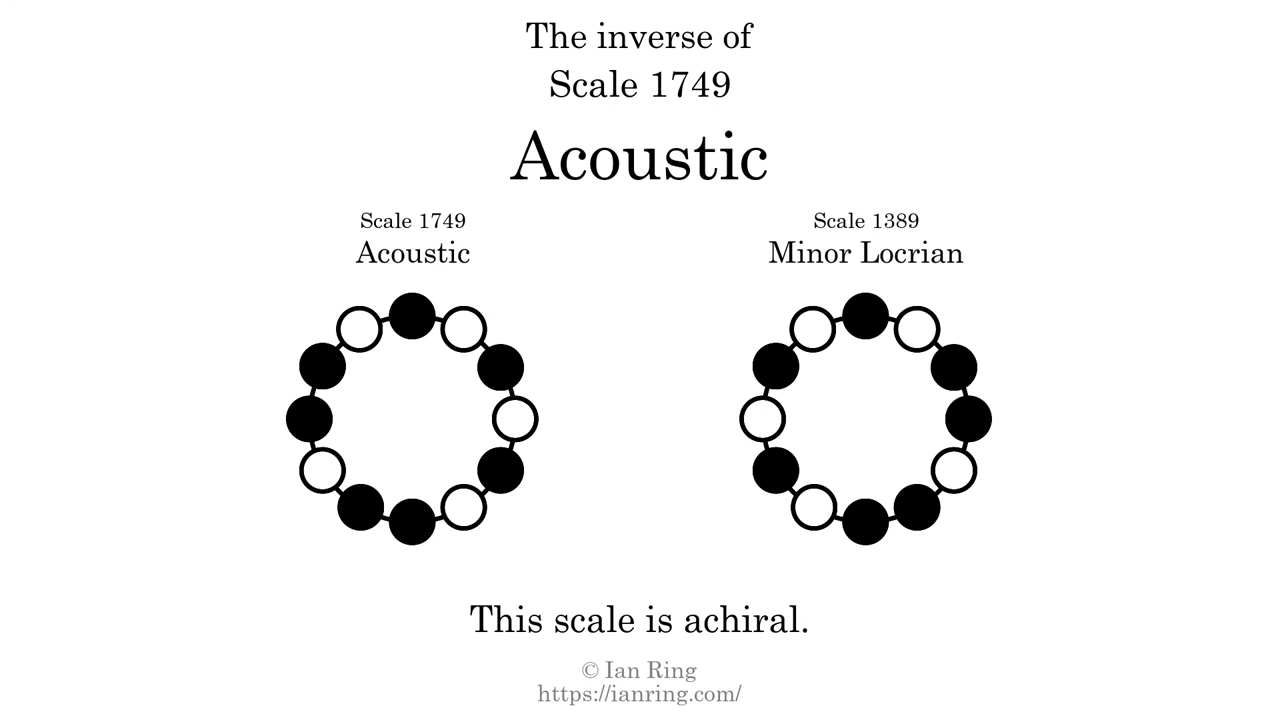 The inverse of
Scale 1749
Acoustic
Scale 1749
Acoustic
Scale 1389
Minor Locrian
This scale is achiral.
© Ian Ring
https://ianring.com/